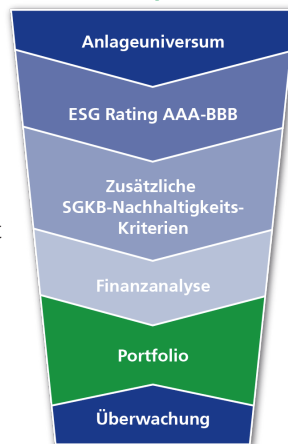 Anlageuniversum
ESG Rating AAA-BBB
Zusätzliche
SGKB-Nachhaltigkeits-
Kriterien
Finanzanalyse
Portfolio
Überwachung